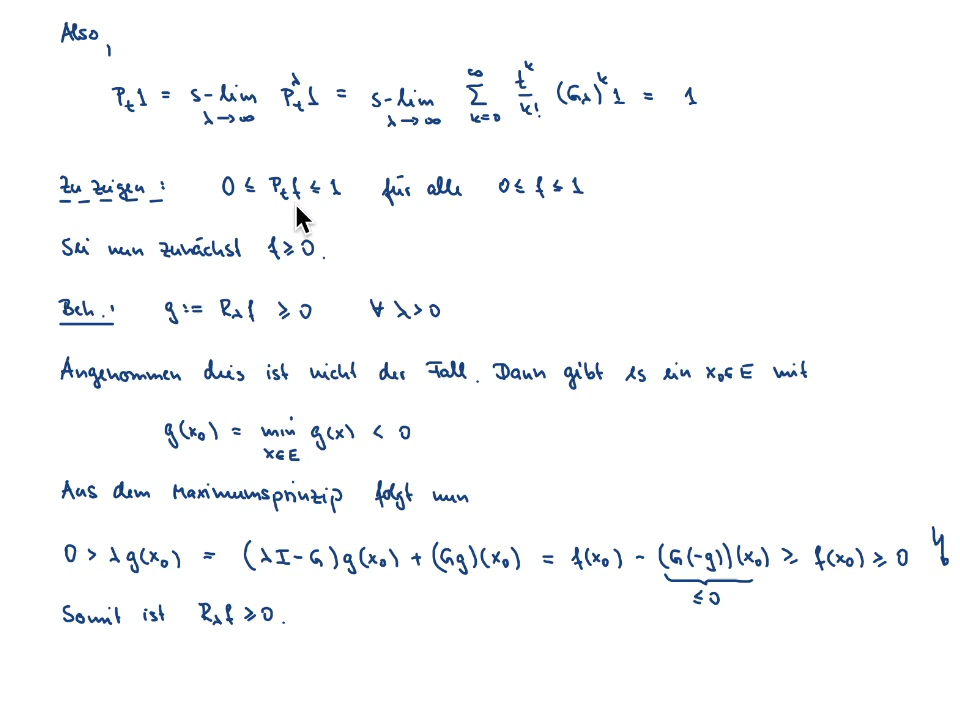 Also,
P_t 1 = s-lim_{λ→∞} P_t^λ 1 = s-lim_{λ→∞} ∑_{k=0}^{∞} t^k/k! (G_λ)^k 1 = 1
Zu zeigen: 0 ≤ P_t f ≤ 1 für alle 0 ≤ f ≤ 1
Sei nun zunächst f ≥ 0.
Beh.: g := R_λ f ≥ 0 ∀ λ > 0
Angenommen dies ist nicht der Fall. Dann gibt es ein x_0 ∈ E mit
g(x_0) = min_{x∈E} g(x) < 0
Aus dem Maximumsprinzip folgt nun
0 > λ g(x_0) = (λI - G) g(x_0) + (Gg)(x_0) = f(x_0) - (G(-g))(x_0) ≥ f(x_0) ≥ 0 ↯
≤ 0
Somit ist R_λ f ≥ 0.